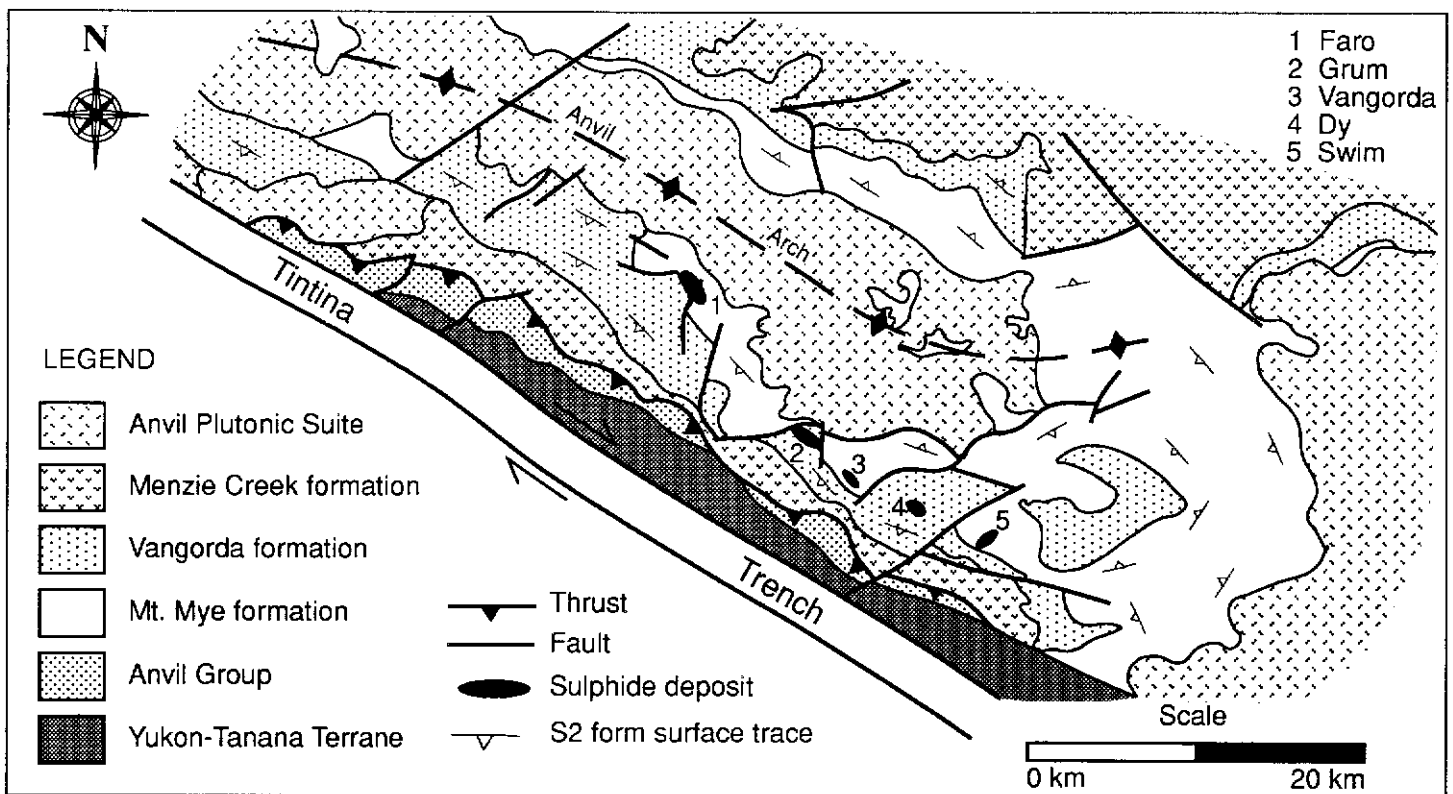 N
1 Faro
2 Grum
3 Vangorda
4 Dy
5 Swim
Anvil
Arch
1
2
3
4
5
Tintina
Trench
LEGEND
Anvil Plutonic Suite
Menzie Creek formation
Vangorda formation
Mt. Mye formation
Anvil Group
Yukon-Tanana Terrane
Thrust
Fault
Sulphide deposit
S2 form surface trace
Scale
0 km 20 km